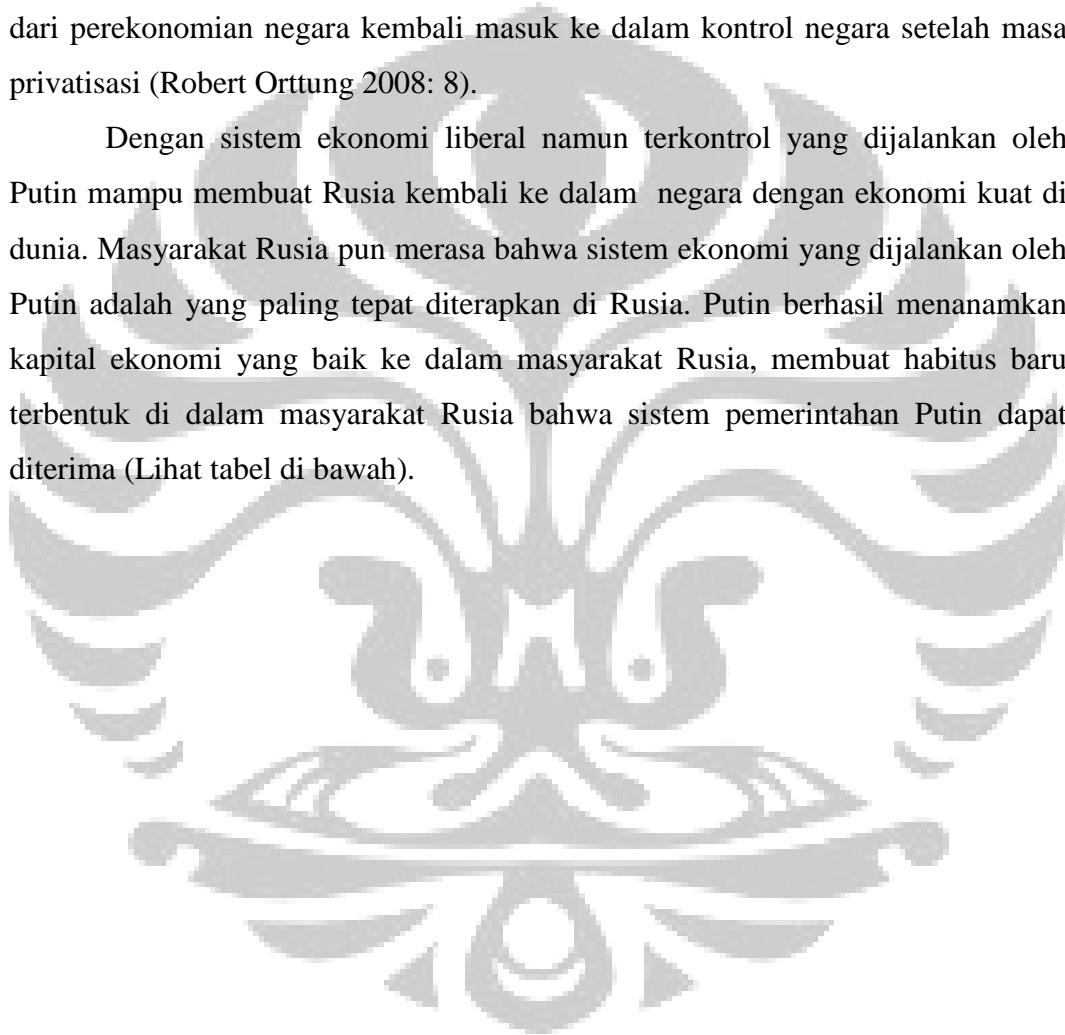 dari perekonomian negara kembali masuk ke dalam kontrol negara setelah masa
privatisasi (Robert Orttung 2008: 8).
Dengan sistem ekonomi liberal namun terkontrol yang dijalankan oleh
Putin mampu membuat Rusia kembali ke dalam negara dengan ekonomi kuat di
dunia. Masyarakat Rusia pun merasa bahwa sistem ekonomi yang dijalankan oleh
Putin adalah yang paling tepat diterapkan di Rusia. Putin berhasil menanamkan
kapital ekonomi yang baik ke dalam masyarakat Rusia, membuat habitus baru
terbentuk di dalam masyarakat Rusia bahwa sistem pemerintahan Putin dapat
diterima (Lihat tabel di bawah).